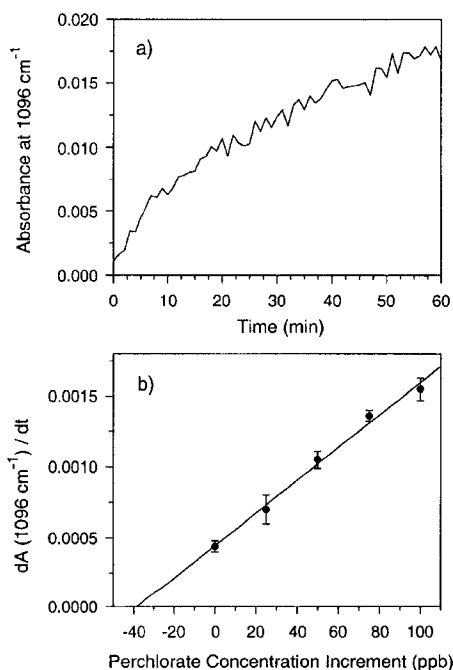 a)
Absorbance at 1096 cm⁻¹
0.020
0.015
0.010
0.005
0.000
0 10 20 30 40 50 60
Time (min)
b)
dA (1096 cm⁻¹) / dt
0.0015
0.0010
0.0005
0.0000
-40 -20 0 20 40 60 80 100
Perchlorate Concentration Increment (ppb)